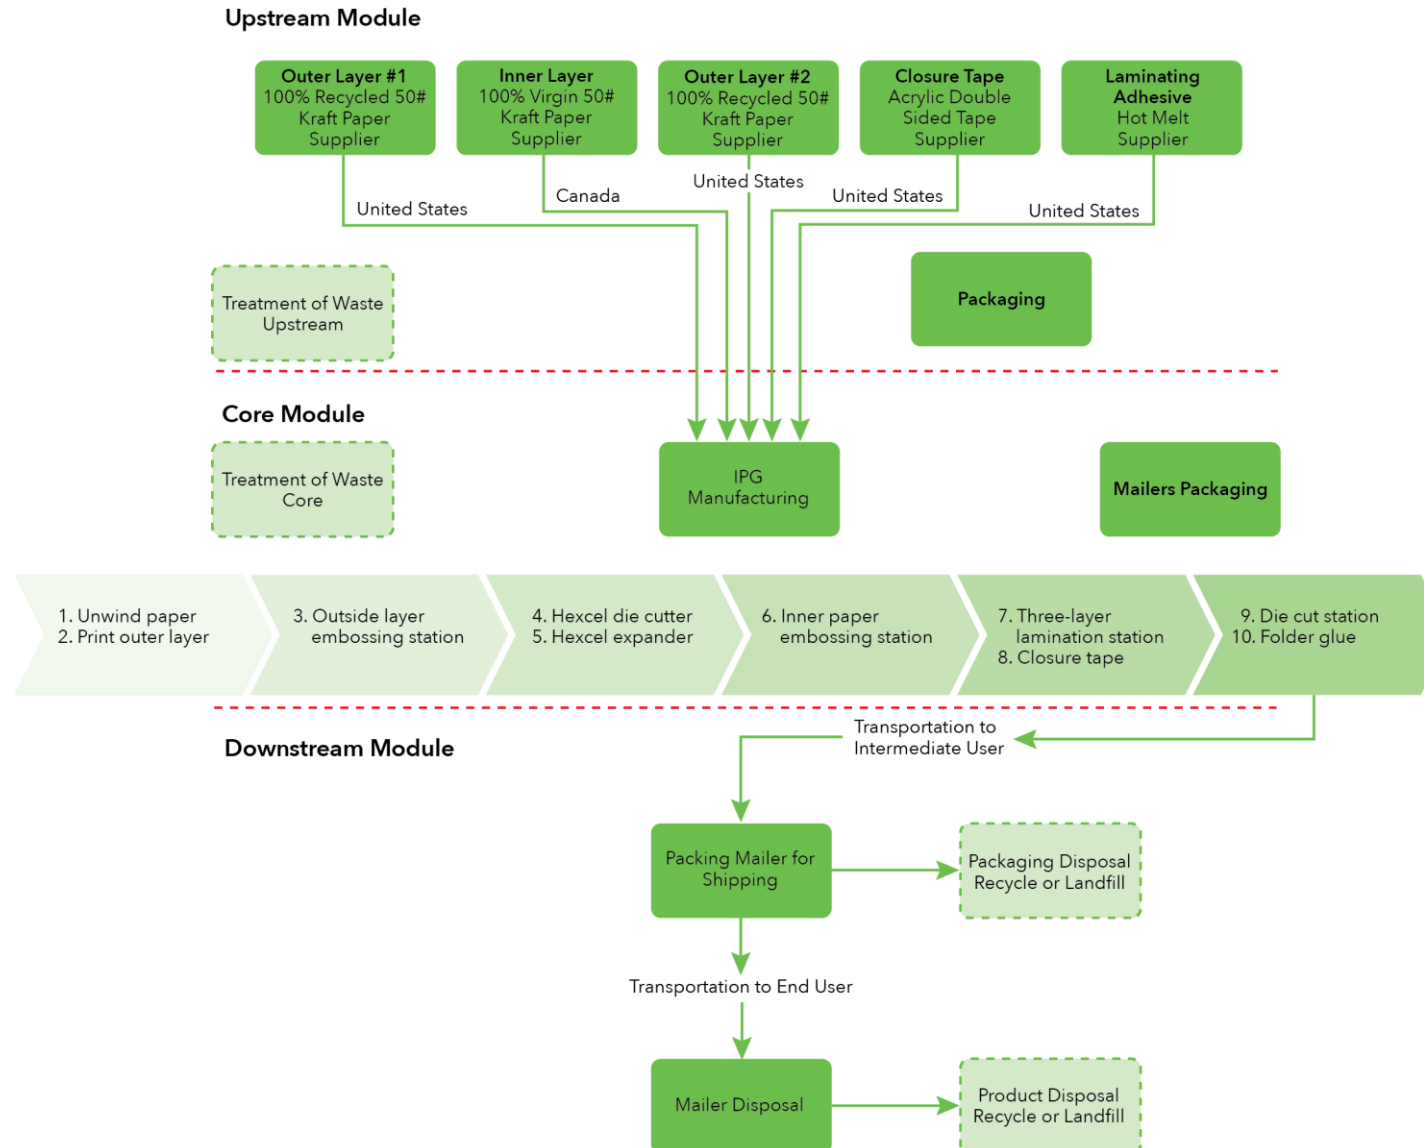 Upstream Module
Outer Layer #1
100% Recycled 50#
Kraft Paper
Supplier
Inner Layer
100% Virgin 50#
Kraft Paper
Supplier
Outer Layer #2
100% Recycled 50#
Kraft Paper
Supplier
Closure Tape
Acrylic Double
Sided Tape
Supplier
Laminating
Adhesive
Hot Melt
Supplier
United States
Canada
United States
United States
United States
Treatment of Waste
Upstream
Packaging
Core Module
Treatment of Waste
Core
IPG
Manufacturing
Mailers Packaging
1. Unwind paper
2. Print outer layer
3. Outside layer
embossing station
4. Hexcel die cutter
5. Hexcel expander
6. Inner paper
embossing station
7. Three-layer
lamination station
8. Closure tape
9. Die cut station
10. Folder glue
Downstream Module
Transportation to
Intermediate User
Packing Mailer for
Shipping
Packaging Disposal
Recycle or Landfill
Transportation to End User
Mailer Disposal
Product Disposal
Recycle or Landfill